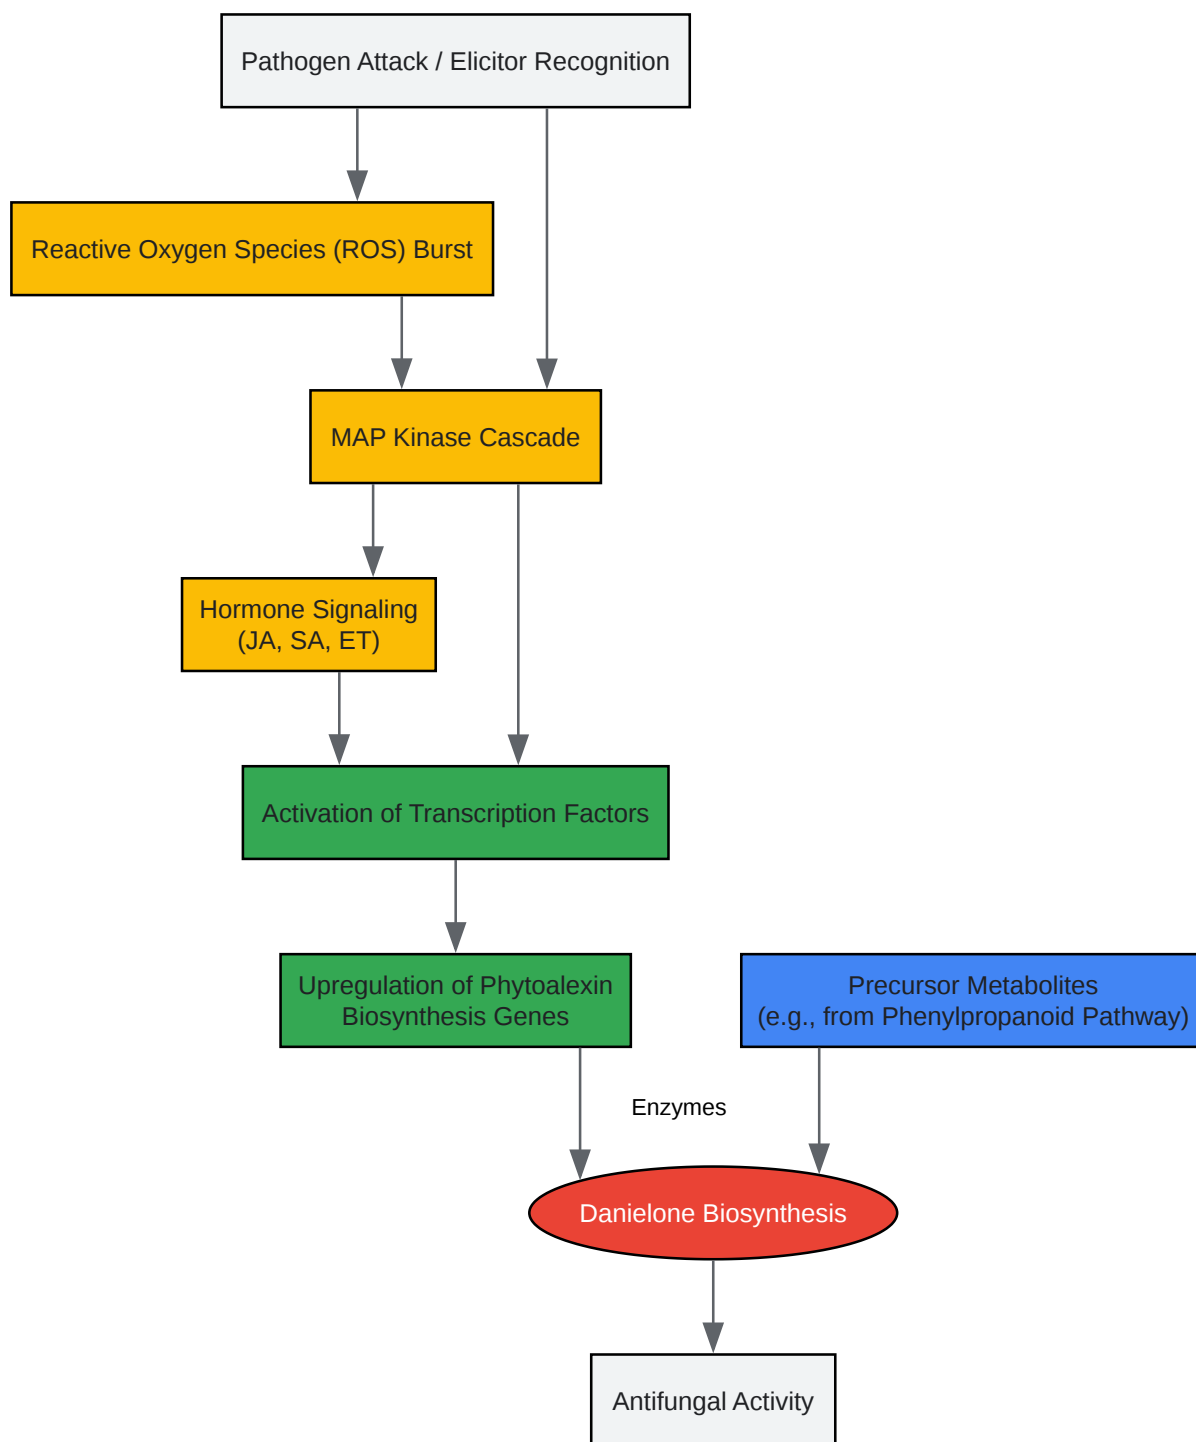 Pathogen Attack / Elicitor Recognition
Reactive Oxygen Species (ROS) Burst
MAP Kinase Cascade
Hormone Signaling
(JA, SA, ET)
Activation of Transcription Factors
Upregulation of Phytoalexin
Biosynthesis Genes
Precursor Metabolites
(e.g., from Phenylpropanoid Pathway)
Enzymes
Danielone Biosynthesis
Antifungal Activity